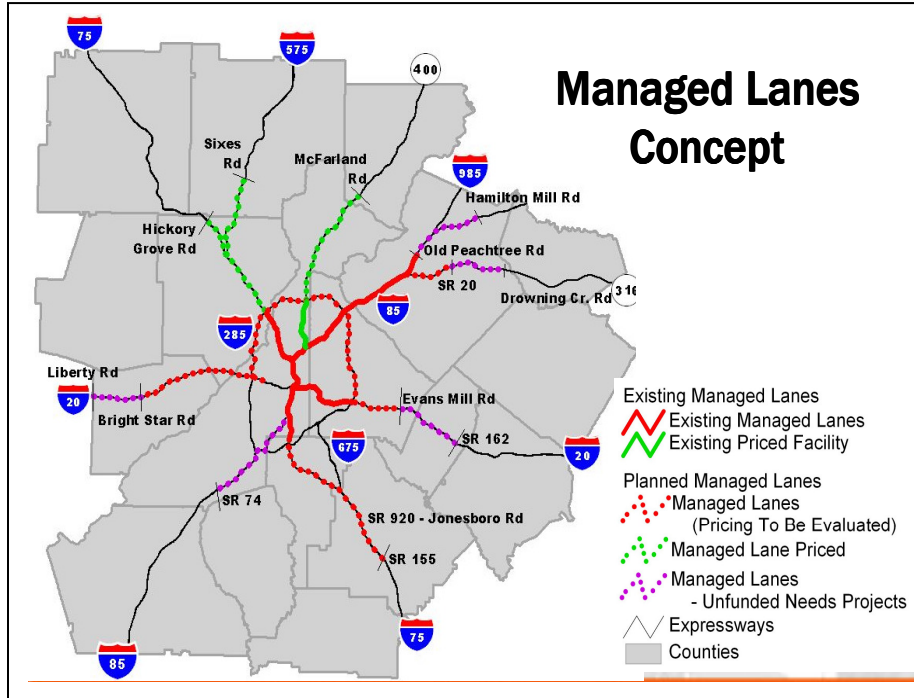 Managed Lanes
Concept
75
575
400
985
Sixes
Rd
McFarland
Rd
Hamilton Mill Rd
Hickory
Grove Rd
Old Peachtree Rd
SR 20
Drowning Cr. Rd
316
85
285
Liberty Rd
20
Bright Star Rd
Evans Mill Rd
SR 162
675
20
SR 74
SR 920 - Jonesboro Rd
SR 155
75
85
Existing Managed Lanes
Existing Managed Lanes
Existing Priced Facility
Planned Managed Lanes
Managed Lanes
(Pricing To Be Evaluated)
Managed Lane Priced
Managed Lanes
- Unfunded Needs Projects
Expressways
Counties